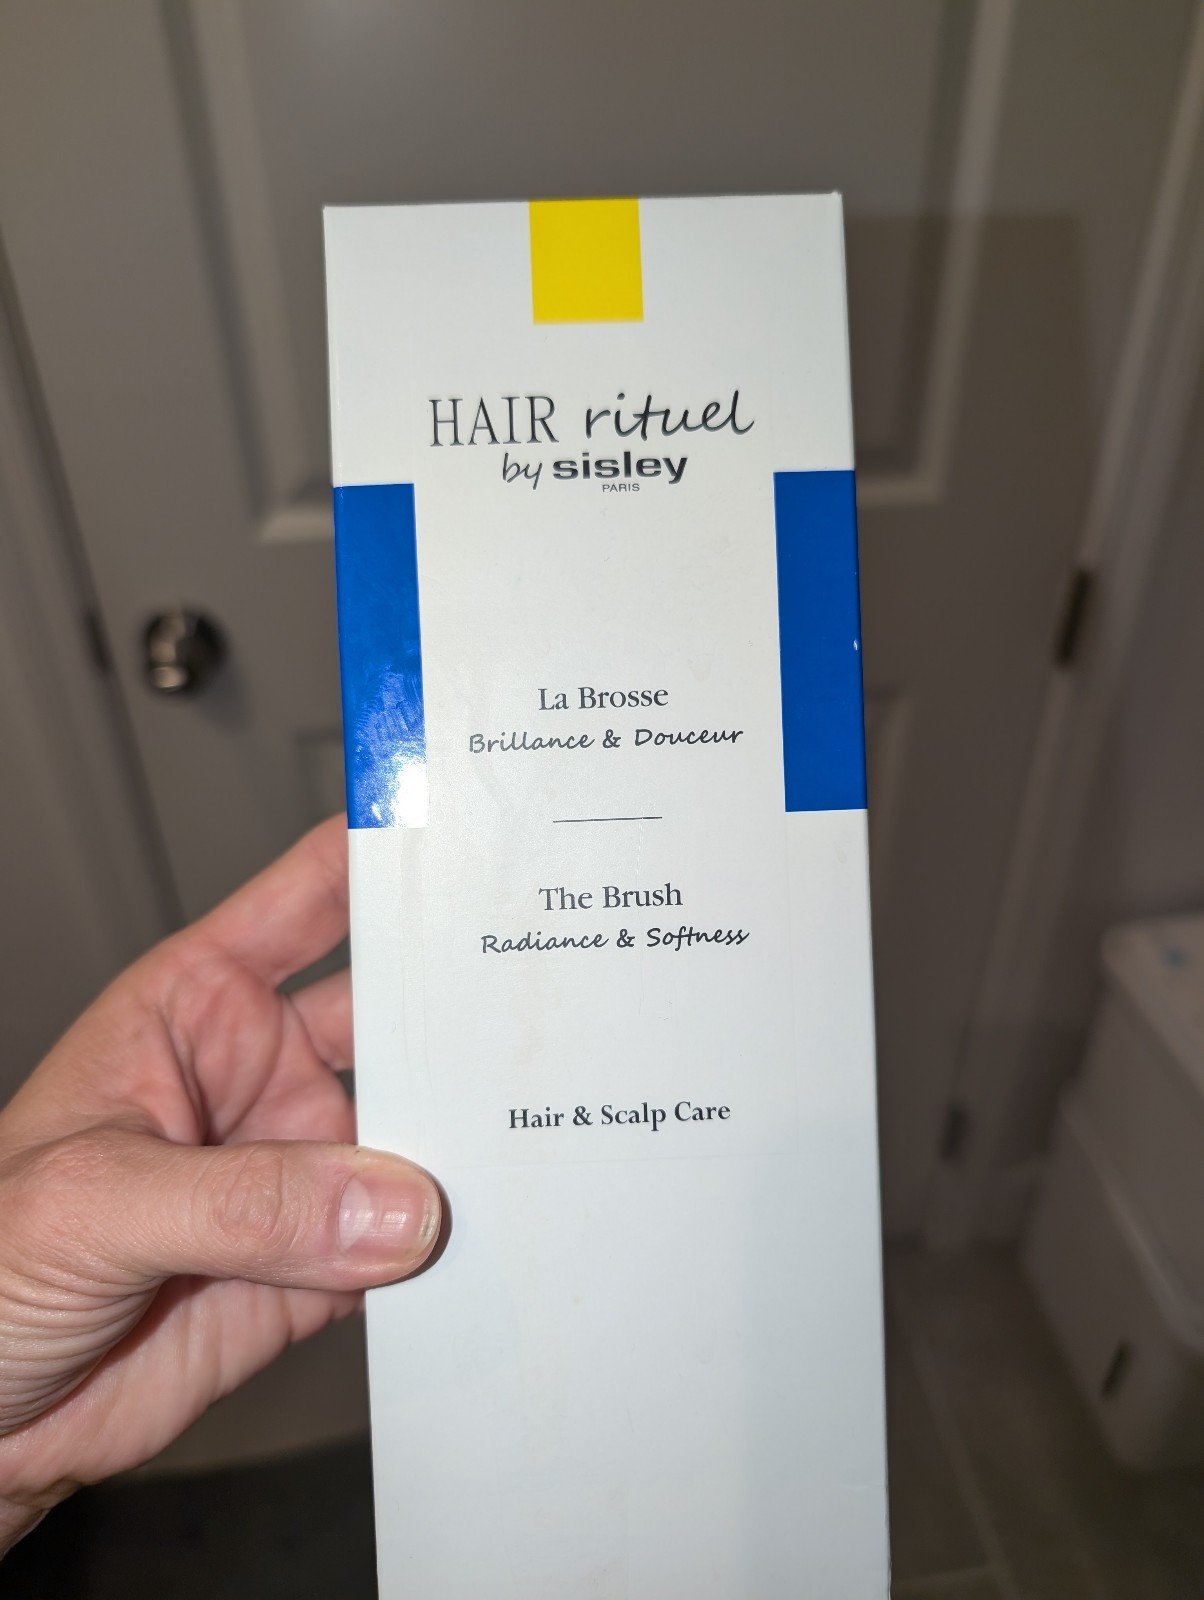 HAIR rituel
by sisley
PARIS
La Brosse
Brillance & Douceur
The Brush
Radiance & Softness
Hair & Scalp Care